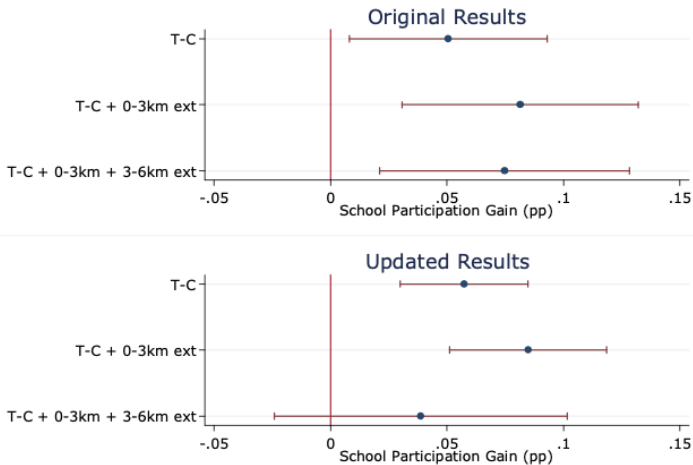 Original Results
T-C
T-C + 0-3km ext
T-C + 0-3km + 3-6km ext
-.05 0 .05 .1 .15
School Participation Gain (pp)
Updated Results
T-C
T-C + 0-3km ext
T-C + 0-3km + 3-6km ext
-.05 0 .05 .1 .15
School Participation Gain (pp)